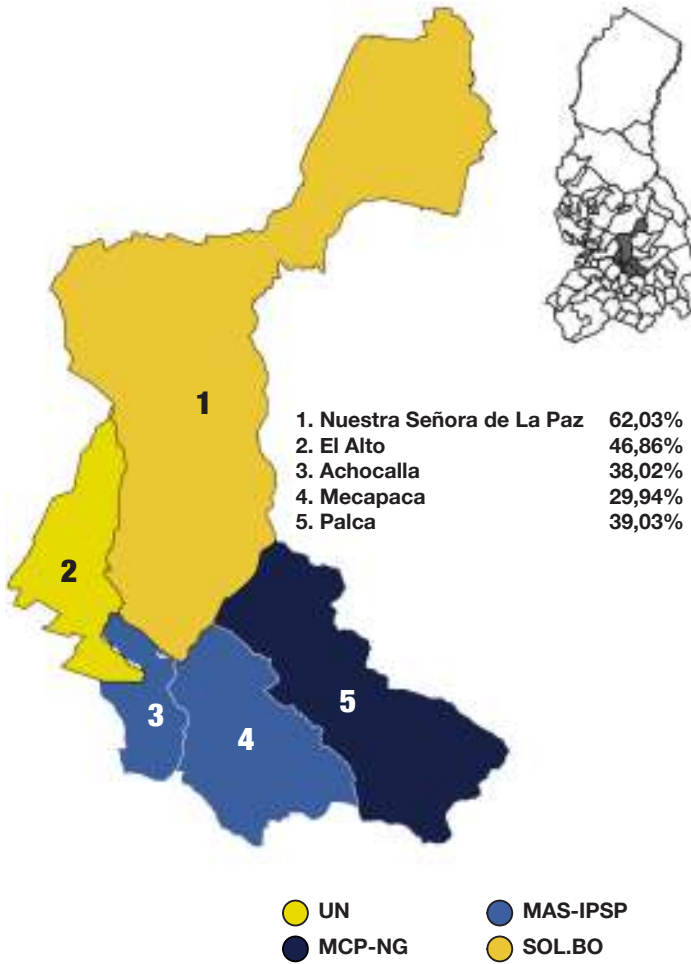 1
1. Nuestra Señora de La Paz 62,03%
2. El Alto 46,86%
3. Achocalla 38,02%
4. Mecapaca 29,94%
5. Palca 39,03%
2
5
3
4
UN MAS-IPSP
MCP-NG SOL.BO